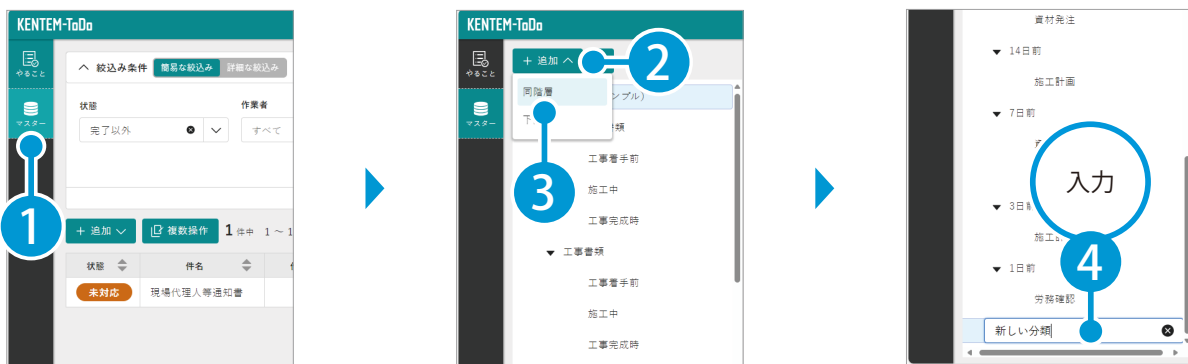 KENTEM-ToDo
やること
マスター
絞込み条件 簡易な絞込み 詳細な絞込み
状態 作業者
完了以外 すべて
1
+ 追加 複数操作 1 件中 1 ～ 1
状態 件名
未対応 現場代理人等通知書
KENTEM-ToDo
やること
マスター
+ 追加
2
同階層
ンプル）
下
類
3
工事着手前
施工中
工事完成時
工事書類
工事着手前
施工中
工事完成時
資材発注
14日前
施工計画
7日前
入力
3日前
施工
4
1日前
労務確認
新しい分類